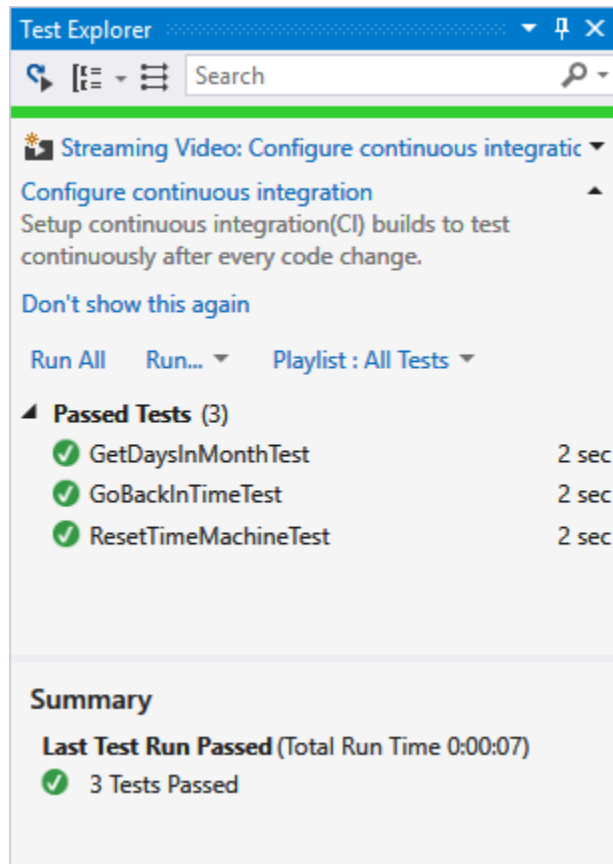 Test Explorer
Search
Streaming Video: Configure continuous integratic
Configure continuous integration
Setup continuous integration(CI) builds to test
continuously after every code change.
Don't show this again
Run All Run... Playlist : All Tests
Passed Tests (3)
GetDaysInMonthTest 2 sec
GoBackInTimeTest 2 sec
ResetTimeMachineTest 2 sec
Summary
Last Test Run Passed (Total Run Time 0:00:07)
3 Tests Passed